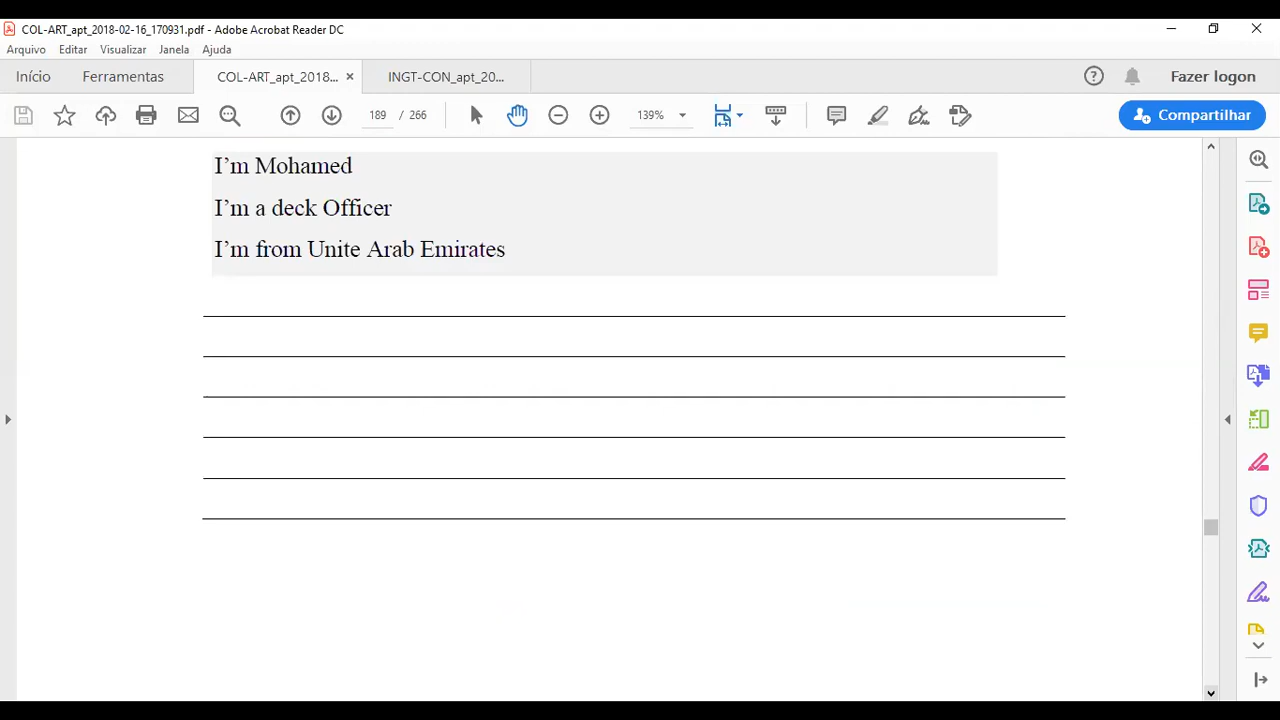 COL-ART_apt_2018-02-16_170931.pdf - Adobe Acrobat Reader DC
Arquivo Editar Visualizar Janela Ajuda
Início Ferramentas COL-ART_apt_2018... INGT-CON_apt_20... Fazer logon
189 / 266 139% Compartilhar
I'm Mohamed
I'm a deck Officer
I'm from Unite Arab Emirates